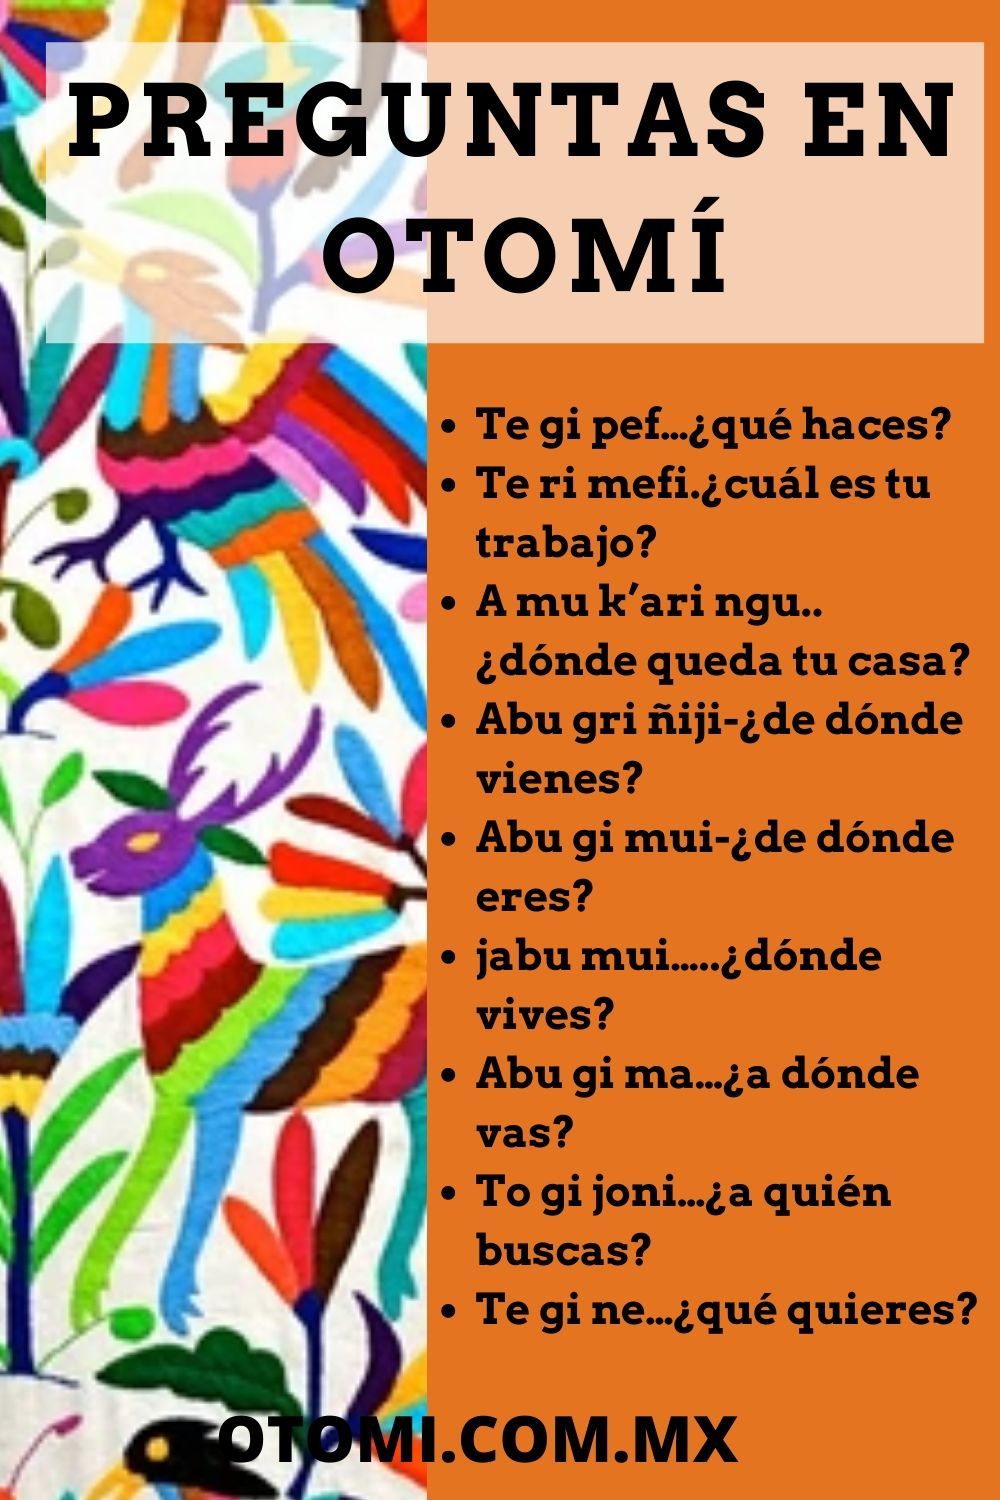 PREGUNTAS EN
OTOMÍ
• Te gi pef...¿qué haces?
• Te ri mefi.¿cuál es tu
trabajo?
• A mu k’ari ngu..
¿dónde queda tu casa?
• Abu gri ñiji-¿de dónde
vienes?
• Abu gi mui-¿de dónde
eres?
• jabu mui.....¿dónde
vives?
• Abu gi ma...¿a dónde
vas?
• To gi joni...¿a quién
buscas?
• Te gi ne...¿qué quieres?
OTOMI.COM.MX